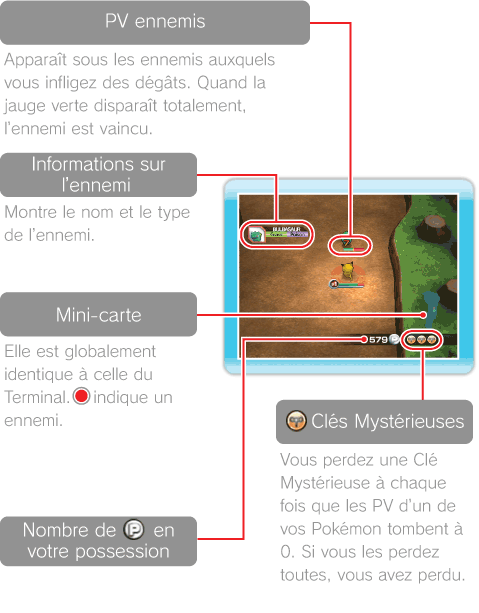 PV ennemis
Apparaît sous les ennemis auxquels
vous infligez des dégâts. Quand la
jauge verte disparaît totalement,
l'ennemi est vaincu.
Informations sur
l'ennemi
Montre le nom et le type
de l'ennemi.
BULBASAUR
Grass Poison
Mini-carte
Elle est globalement
identique à celle du
Terminal. indique un
ennemi.
579 P
Clés Mystérieuses
Vous perdez une Clé
Mystérieuse à chaque
fois que les PV d'un de
vos Pokémon tombent à
0. Si vous les perdez
toutes, vous avez perdu.
Nombre de P en
votre possession